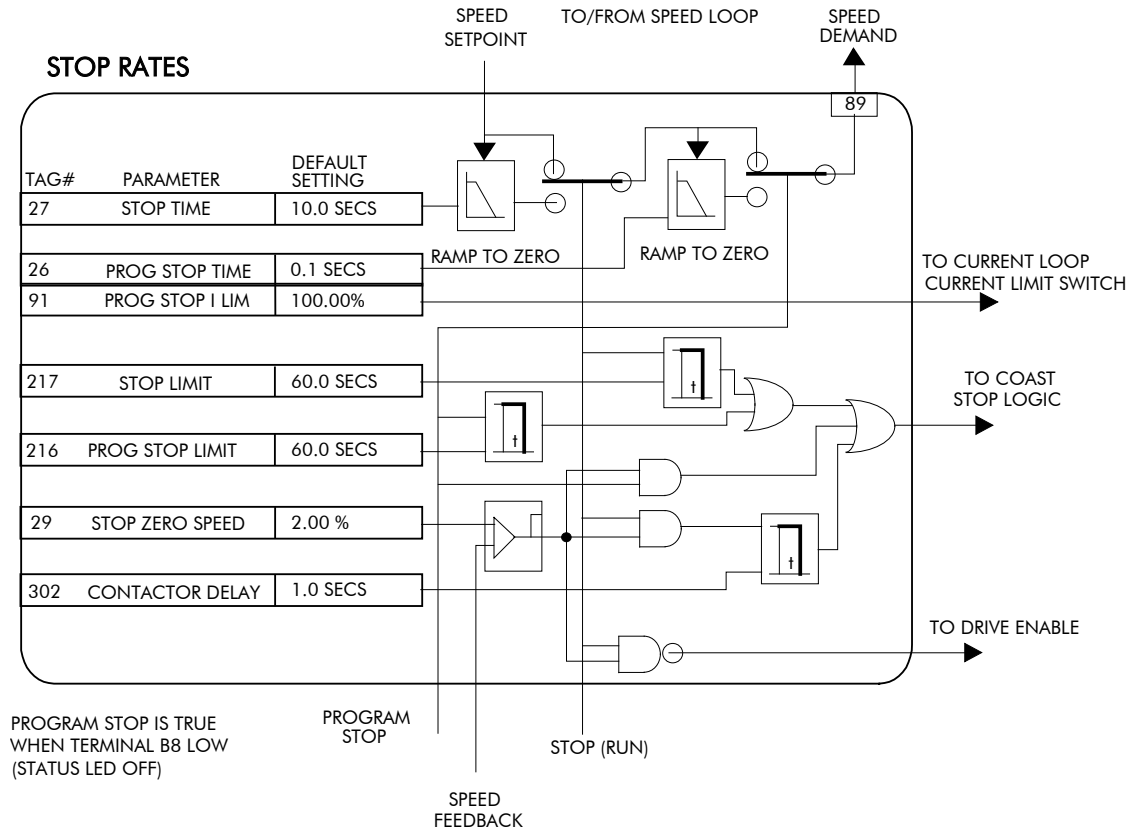 SPEED
SETPOINT
TO/FROM SPEED LOOP
SPEED
DEMAND
STOP RATES
89
TAG# PARAMETER DEFAULT
SETTING
27 STOP TIME 10.0 SECS
RAMP TO ZERO
RAMP TO ZERO
26 PROG STOP TIME 0.1 SECS
91 PROG STOP I LIM 100.00%
TO CURRENT LOOP
CURRENT LIMIT SWITCH
217 STOP LIMIT 60.0 SECS
t
TO COAST
STOP LOGIC
216 PROG STOP LIMIT 60.0 SECS
t
29 STOP ZERO SPEED 2.00 %
t
302 CONTACTOR DELAY 1.0 SECS
TO DRIVE ENABLE
PROGRAM STOP IS TRUE
WHEN TERMINAL B8 LOW
(STATUS LED OFF)
PROGRAM
STOP
STOP (RUN)
SPEED
FEEDBACK